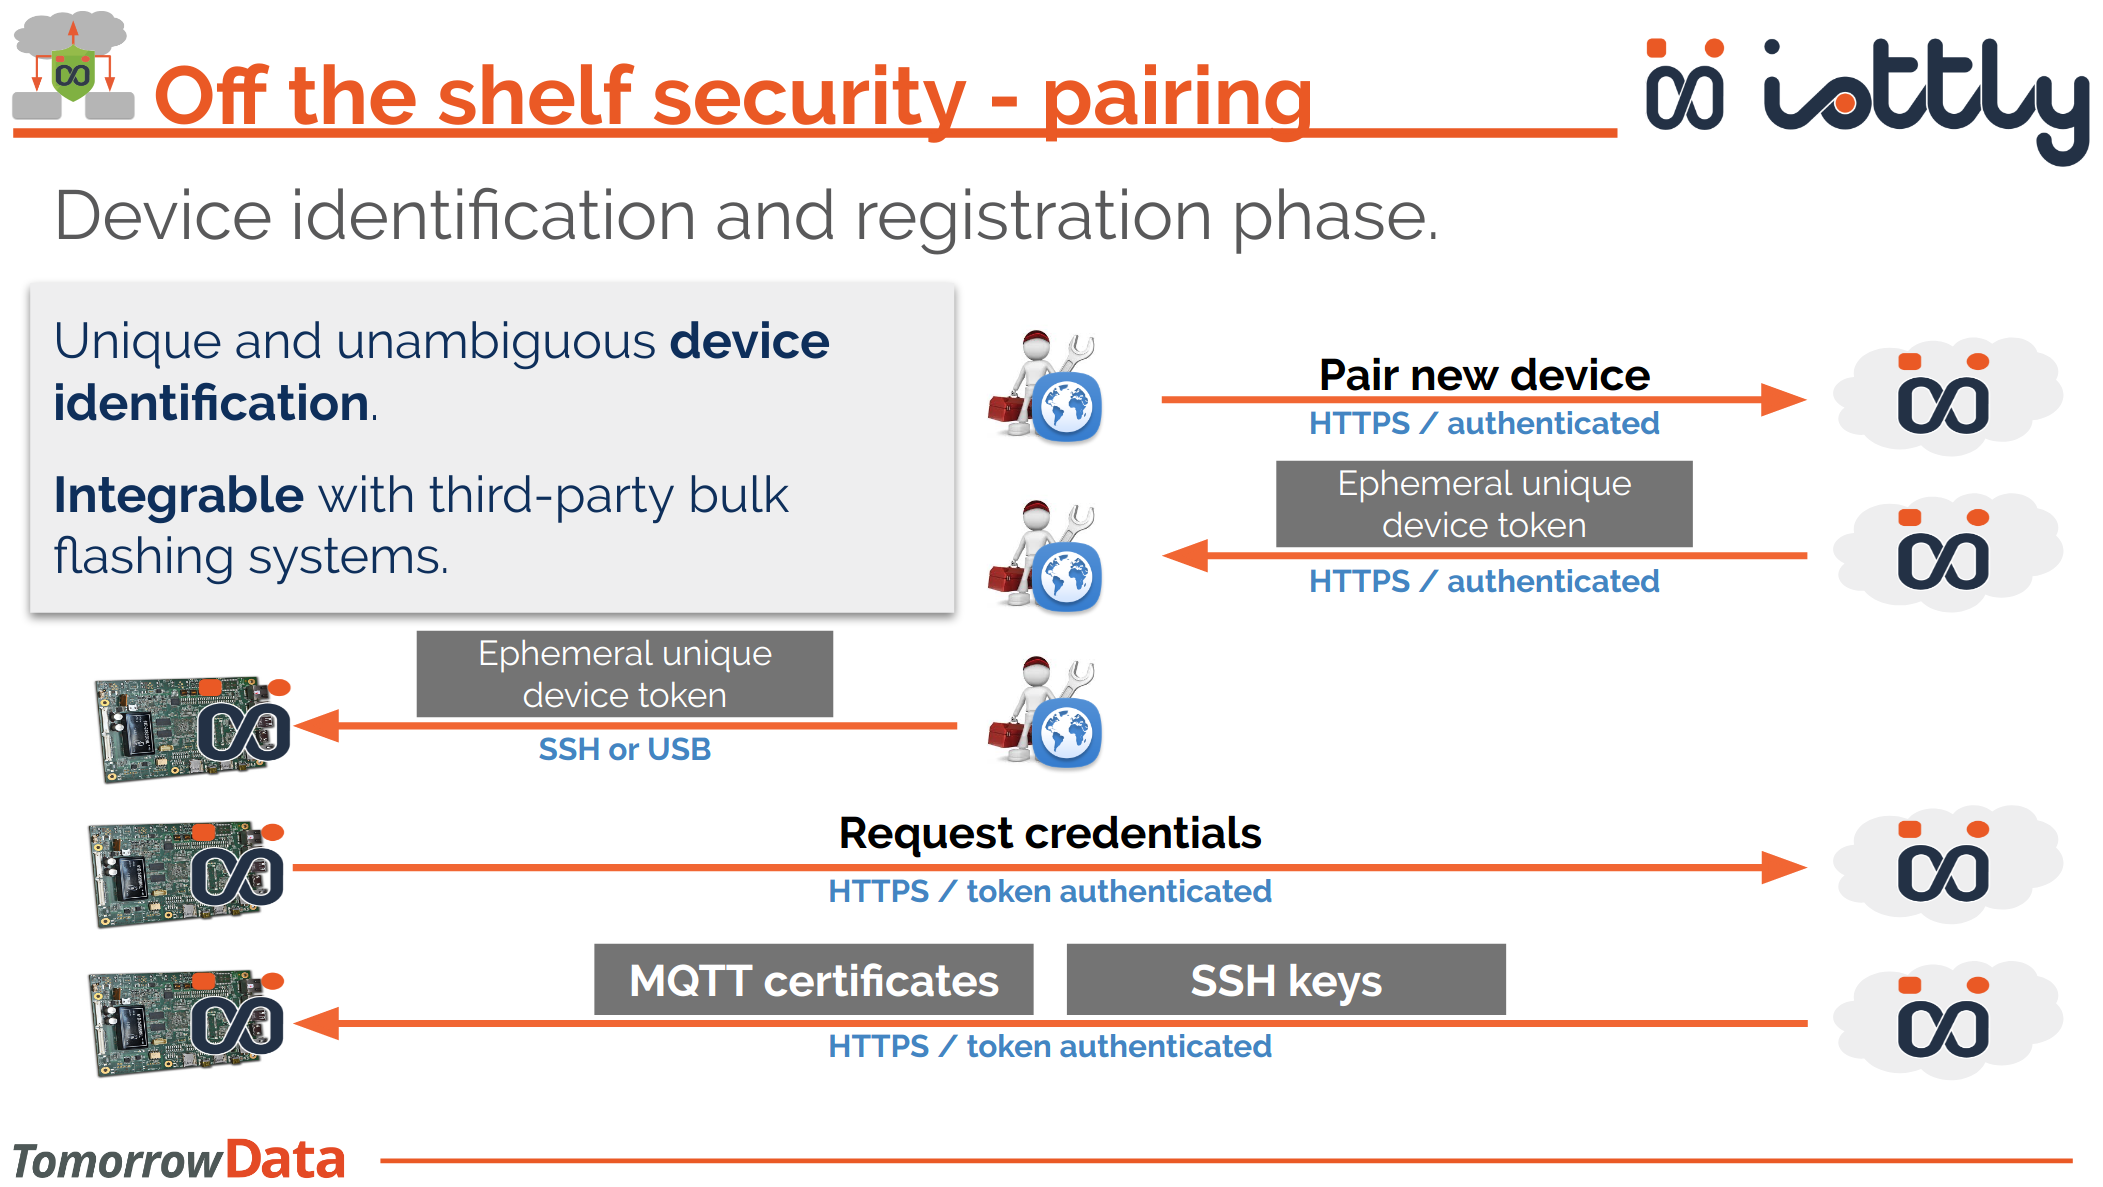 Off the shelf security - pairing
iottly
Device identification and registration phase.
Unique and unambiguous device
identification.
Integrable with third-party bulk
flashing systems.
Pair new device
HTTPS / authenticated
Ephemeral unique
device token
HTTPS / authenticated
Ephemeral unique
device token
SSH or USB
Request credentials
HTTPS / token authenticated
MQTT certificates
SSH keys
HTTPS / token authenticated
TomorrowData